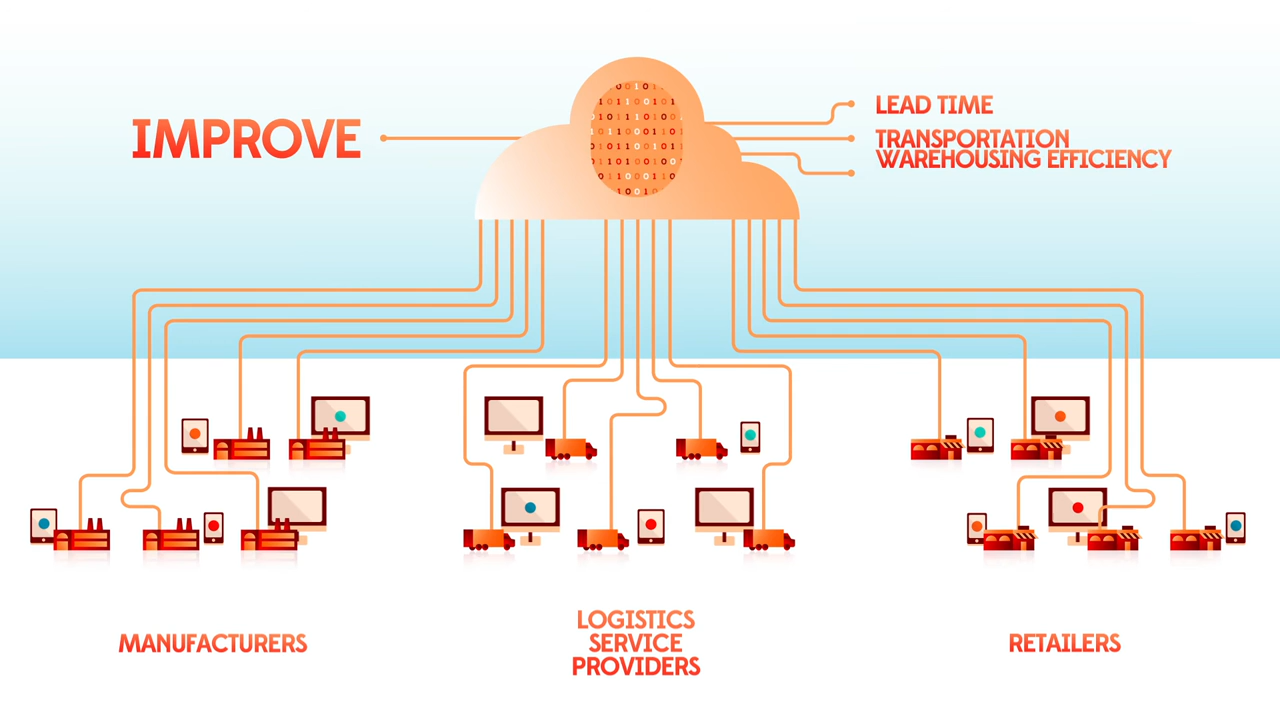 IMPROVE
LEAD TIME
TRANSPORTATION
WAREHOUSING EFFICIENCY
MANUFACTURERS
LOGISTICS
SERVICE
PROVIDERS
RETAILERS